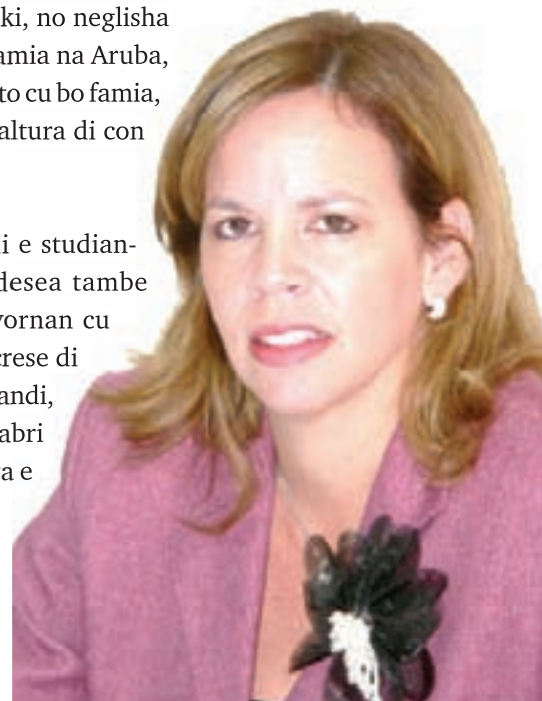 ki, no neglisha
amia na Aruba,
to cu bo famia,
altura di con
i e studian-
desea tambe
vornan cu
crese di
andi,
abri
a e